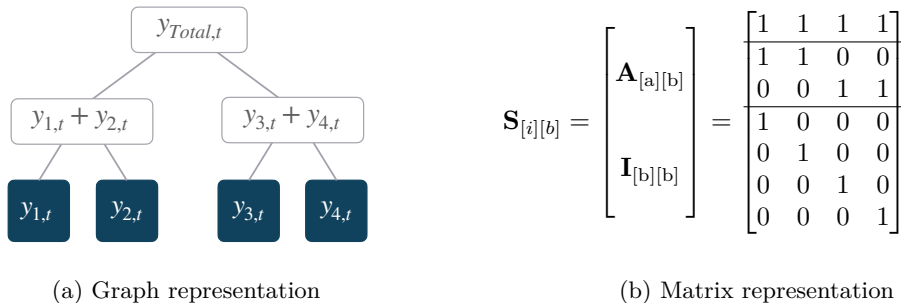 y_{Total,t}
y_{1,t} + y_{2,t}
y_{3,t} + y_{4,t}
y_{1,t}
y_{2,t}
y_{3,t}
y_{4,t}
(a) Graph representation
S_{[i][b]} = [ A_{[a][b]} I_{[b][b]} ] =
1 1 1 1
1 1 0 0
0 0 1 1
1 0 0 0
0 1 0 0
0 0 1 0
0 0 0 1
(b) Matrix representation